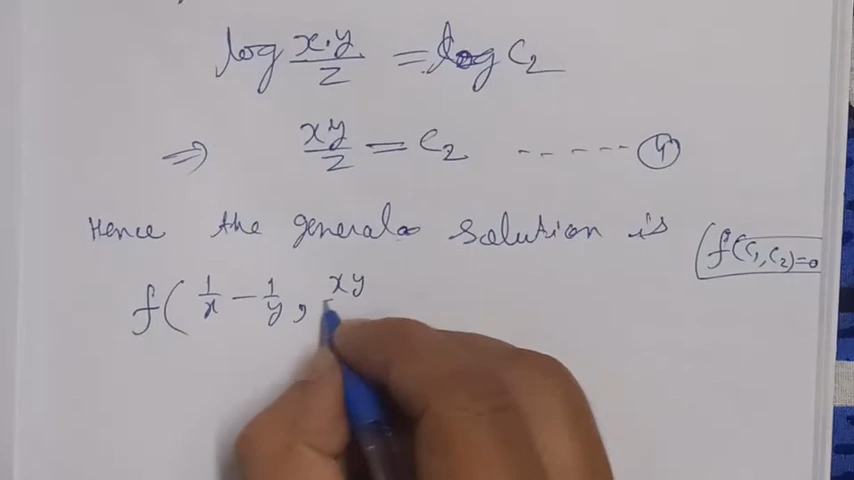 log x.y/z = log C₂
⇒ xy/z = C₂ ------ (4)
Hence the general solution is f(C₁,C₂)=0
f( 1/x - 1/y , xy